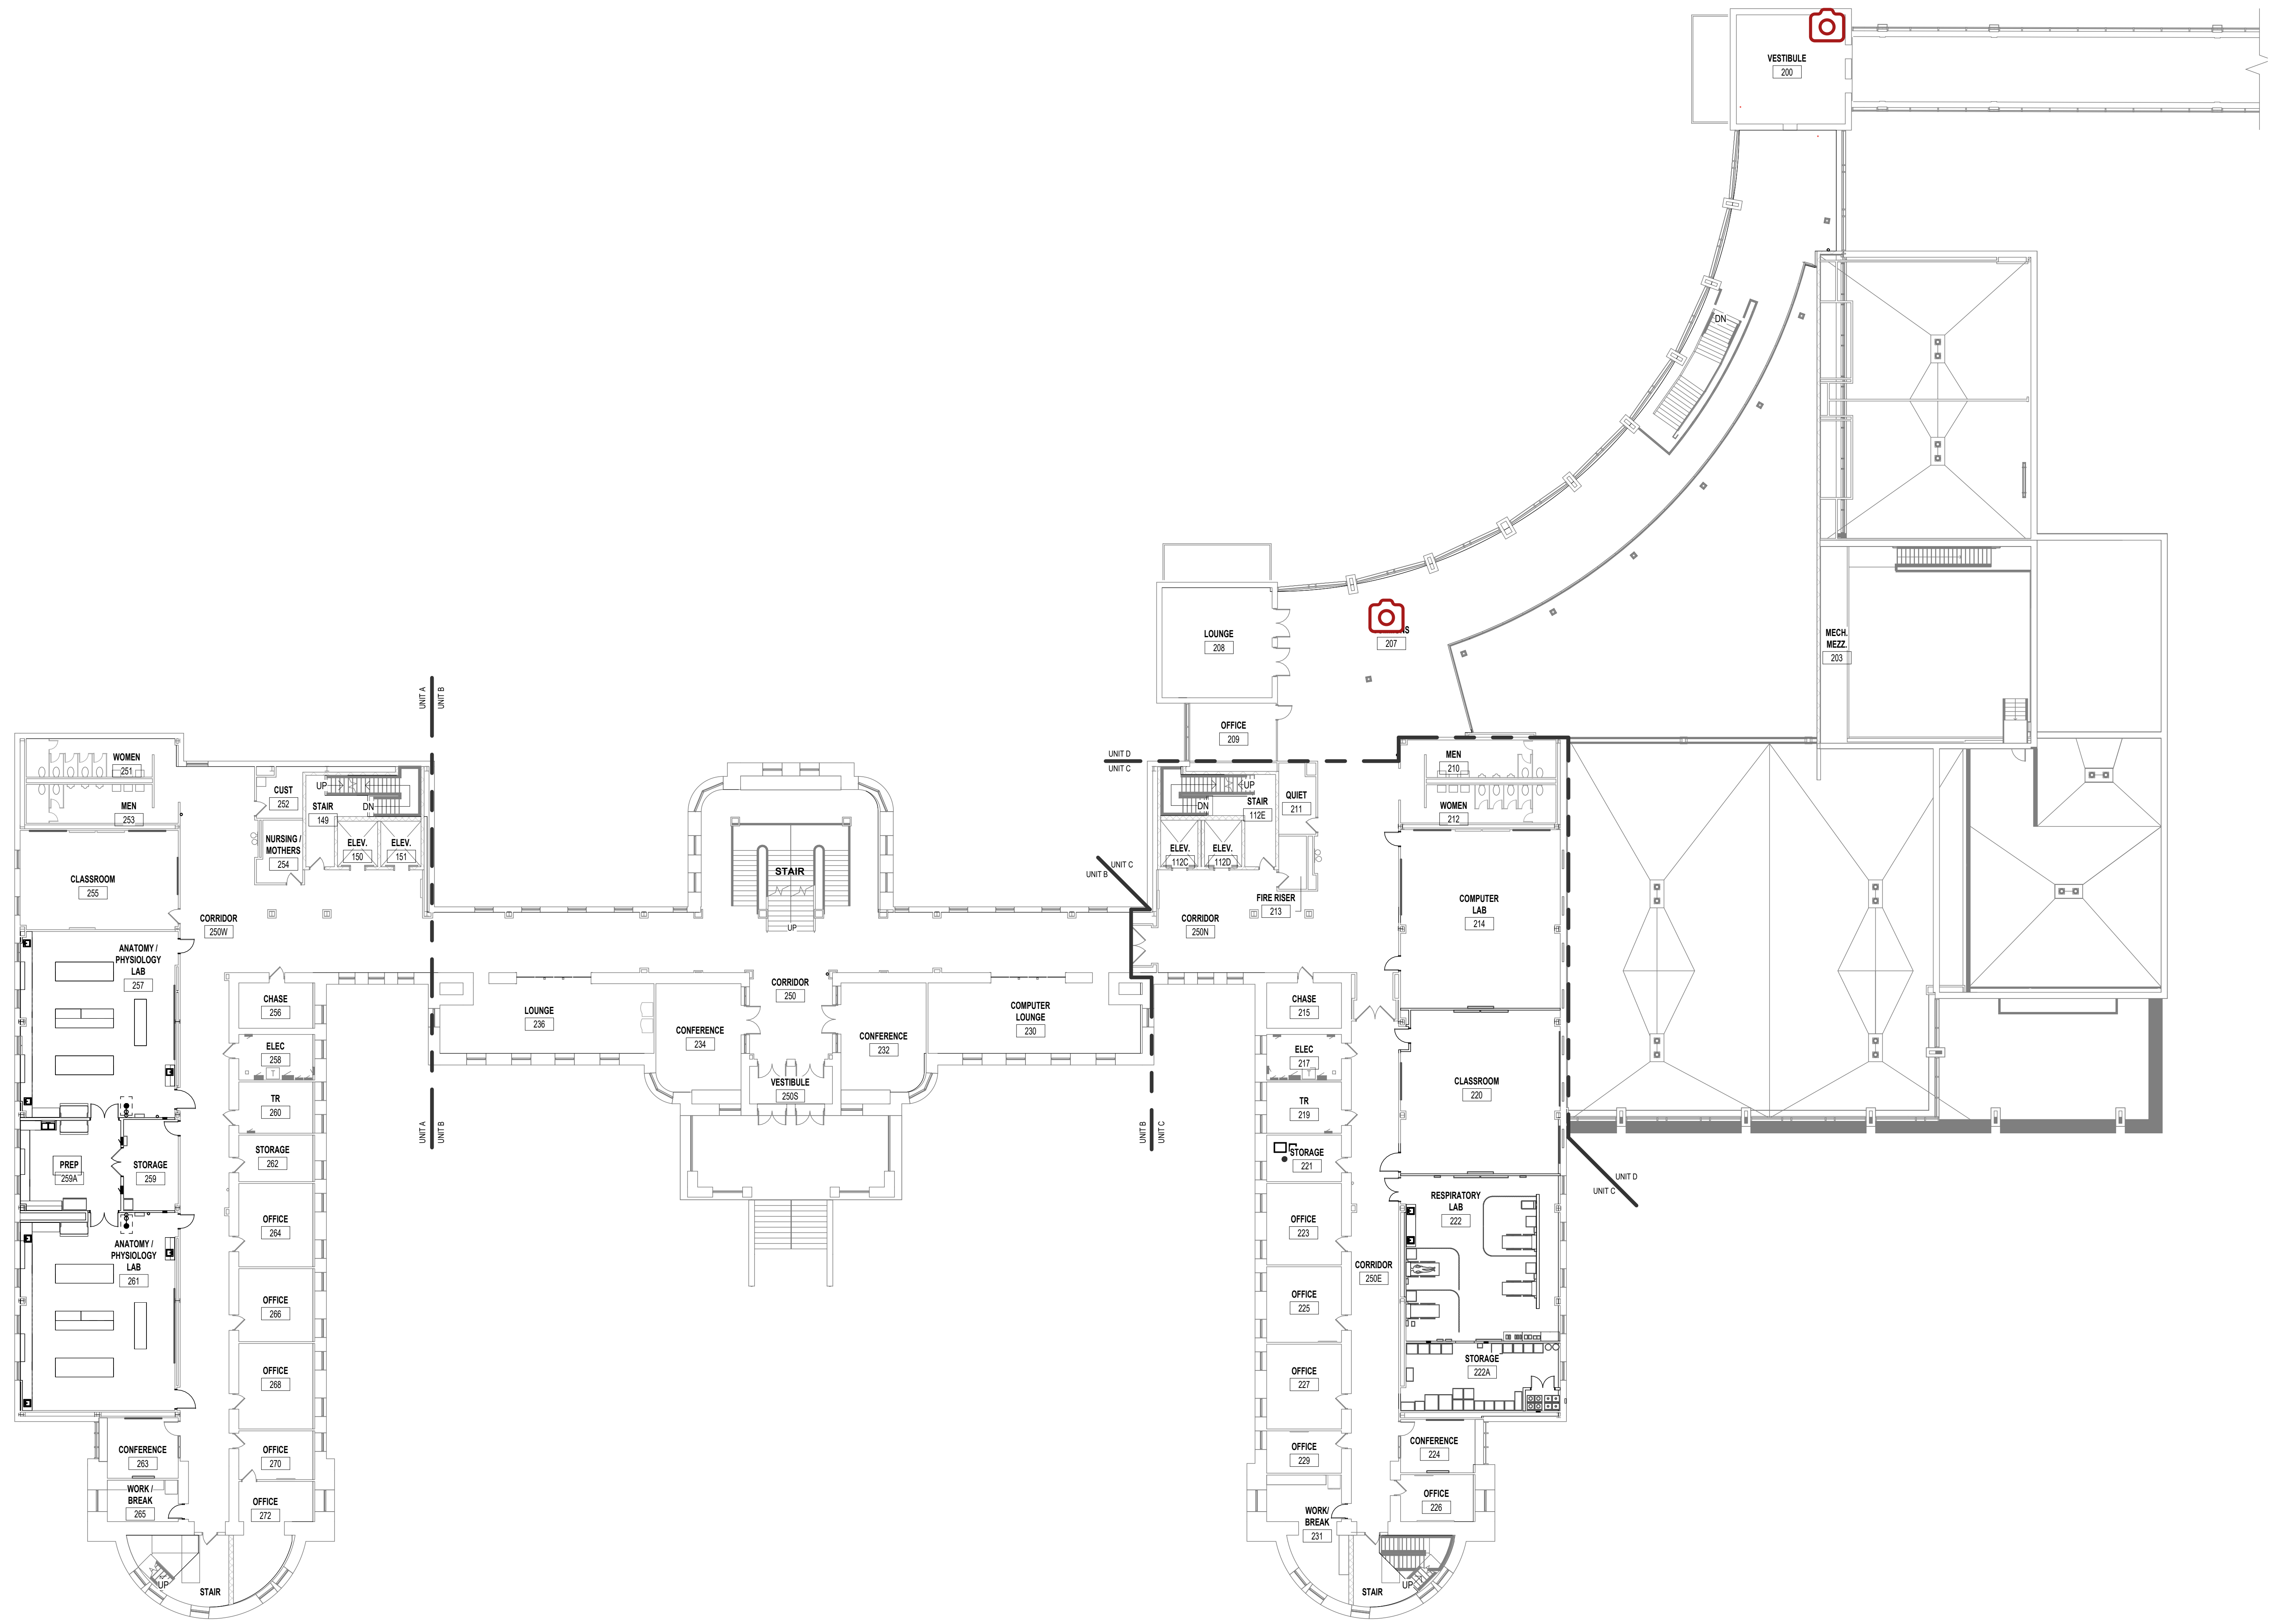 VESTIBULE
200
DN
LOUNGE
208
207
MECH.
MEZZ.
203
OFFICE
209
UNIT A
UNIT B
UNIT D
UNIT C
WOMEN
251
MEN
253
CUST
252
UP
DN
STAIR
149
NURSING /
MOTHERS
254
ELEV.
150
ELEV.
151
CLASSROOM
255
CORRIDOR
250W
STAIR
UP
UP
DN
STAIR
112E
QUIET
211
MEN
210
WOMEN
212
ELEV.
112C
ELEV.
112D
UNIT C
UNIT B
FIRE RISER
213
CORRIDOR
250N
COMPUTER
LAB
214
ANATOMY /
PHYSIOLOGY
LAB
257
CHASE
256
LOUNGE
236
CONFERENCE
234
CORRIDOR
250
CONFERENCE
232
COMPUTER
LOUNGE
230
CHASE
215
ELEC
258
T
ELEC
217
T
CLASSROOM
220
VESTIBULE
250S
TR
260
TR
219
UNIT A
UNIT B
UNIT B
UNIT C
PREP
259A
STORAGE
259
STORAGE
262
STORAGE
221
UNIT D
UNIT C
RESPIRATORY
LAB
222
OFFICE
264
OFFICE
223
ANATOMY /
PHYSIOLOGY
LAB
261
CORRIDOR
250E
OFFICE
266
OFFICE
225
OFFICE
268
OFFICE
227
STORAGE
222A
CONFERENCE
263
OFFICE
270
OFFICE
229
CONFERENCE
224
WORK /
BREAK
265
OFFICE
272
WORK/
BREAK
231
OFFICE
226
UP
STAIR
UP
STAIR